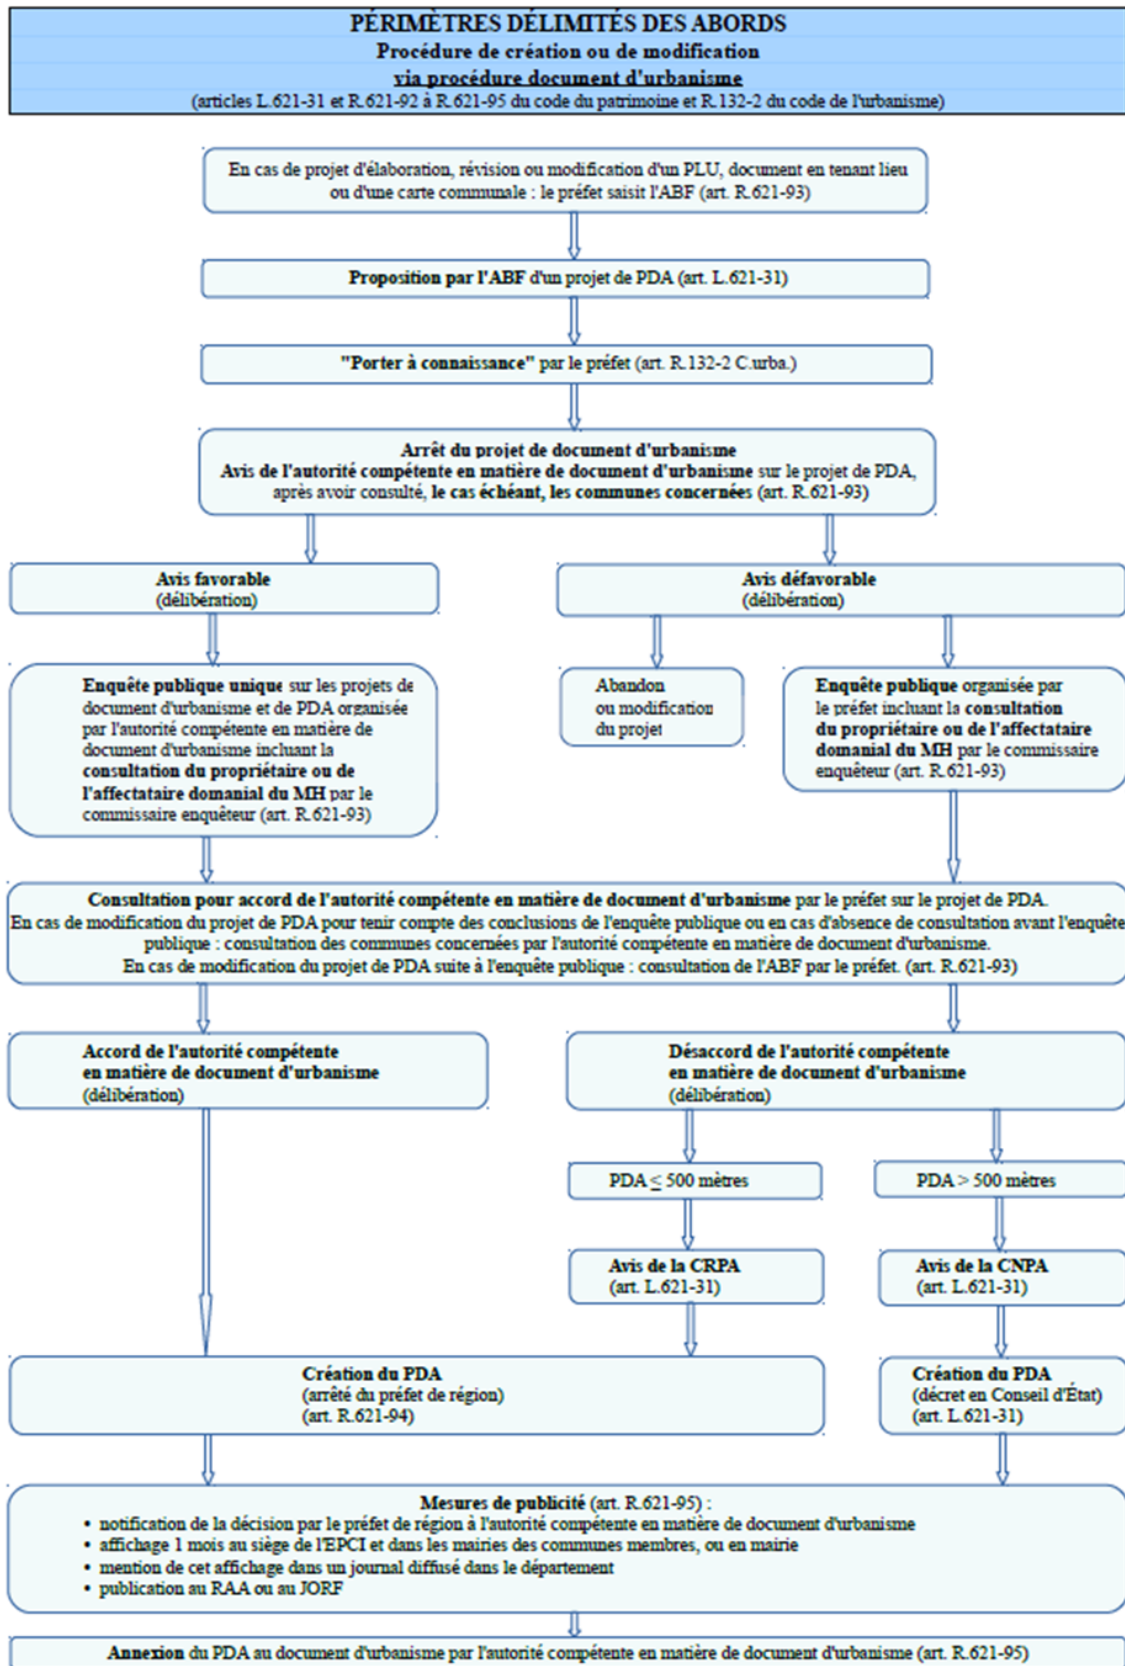 PÉRIMÈTRES DÉLIMITÉS DES ABORDS
Procédure de création ou de modification
via procédure document d'urbanisme
(articles L.621-31 et R.621-92 à R.621-95 du code du patrimoine et R.132-2 du code de l'urbanisme)
En cas de projet d'élaboration, révision ou modification d'un PLU, document en tenant lieu
ou d'une carte communale : le préfet saisit l'ABF (art. R.621-93)
Proposition par l'ABF d'un projet de PDA (art. L.621-31)
"Porter à connaissance" par le préfet (art. R.132-2 C.urba.)
Arrêt du projet de document d'urbanisme
Avis de l'autorité compétente en matière de document d'urbanisme sur le projet de PDA,
après avoir consulté, le cas échéant, les communes concernées (art. R.621-93)
Avis favorable
(délibération)
Avis défavorable
(délibération)
Enquête publique unique sur les projets de
document d'urbanisme et de PDA organisée
par l'autorité compétente en matière de
document d'urbanisme incluant la
consultation du propriétaire ou de
l'affectataire domanial du MH par le
commissaire enquêteur (art. R.621-93)
Abandon
ou modification
du projet
Enquête publique organisée par
le préfet incluant la consultation
du propriétaire ou de l'affectataire
domanial du MH par le commissaire
enquêteur (art. R.621-93)
Consultation pour accord de l'autorité compétente en matière de document d'urbanisme par le préfet sur le projet de PDA.
En cas de modification du projet de PDA pour tenir compte des conclusions de l'enquête publique ou en cas d'absence de consultation avant l'enquête
publique : consultation des communes concernées par l'autorité compétente en matière de document d'urbanisme.
En cas de modification du projet de PDA suite à l'enquête publique : consultation de l'ABF par le préfet. (art. R.621-93)
Accord de l'autorité compétente
en matière de document d'urbanisme
(délibération)
Désaccord de l'autorité compétente
en matière de document d'urbanisme
(délibération)
PDA ≤ 500 mètres
PDA > 500 mètres
Avis de la CRPA
(art. L.621-31)
Avis de la CNPA
(art. L.621-31)
Création du PDA
(arrêté du préfet de région)
(art. R.621-94)
Création du PDA
(décret en Conseil d'État)
(art. L.621-31)
Mesures de publicité (art. R.621-95) :
• notification de la décision par le préfet de région à l'autorité compétente en matière de document d'urbanisme
• affichage 1 mois au siège de l'EPCI et dans les mairies des communes membres, ou en mairie
• mention de cet affichage dans un journal diffusé dans le département
• publication au RAA ou au JORF
Annexion du PDA au document d'urbanisme par l'autorité compétente en matière de document d'urbanisme (art. R.621-95)